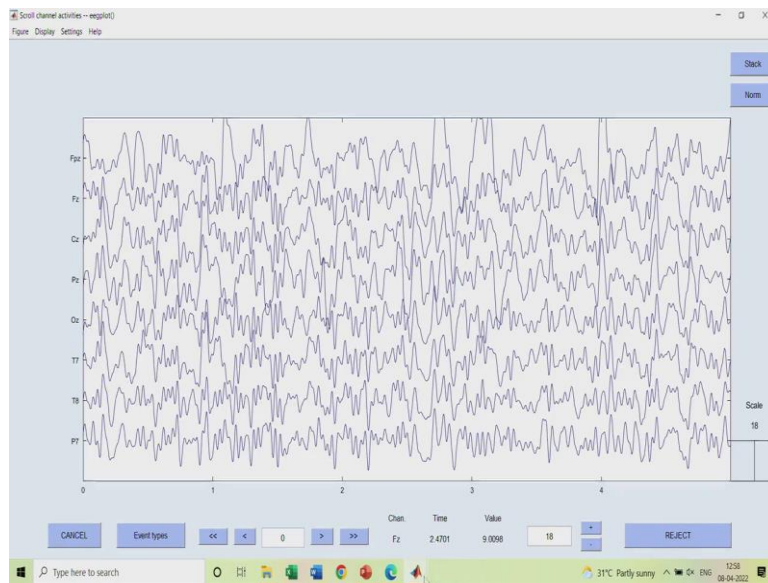 Scroll channel activities -- eegplot()
Figure Display Settings Help
Stack
Norm
Fpz
Fz
Cz
Pz
Oz
T7
T8
P7
Scale
18
0 1 2 3 4
Chan. Time Value
CANCEL Event types << < 0 > >> Fz 2.4701 9.0098 18 + - REJECT
Type here to search
31°C Partly sunny ENG 12:58
08-04-2022